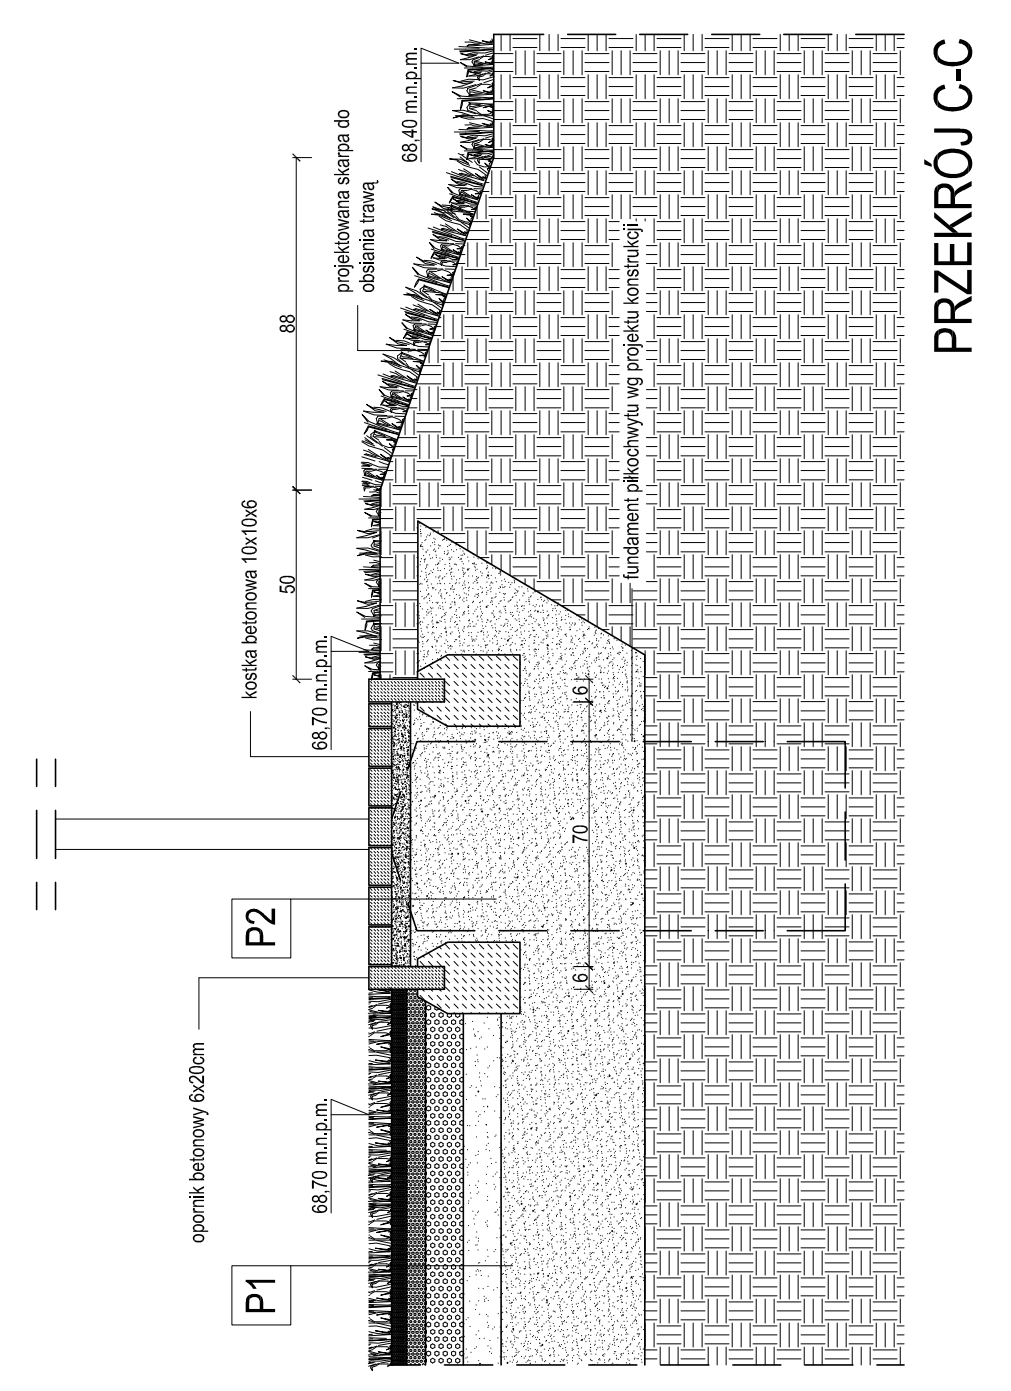 opornik betonowy 6x20cm
P1
P2
kostka betonowa 10x10x6
50
88
68,70 m.n.p.m.
68,70 m.n.p.m.
projektowana skarpa do
obsiania trawą
68,40 m.n.p.m.
6
70
6
fundament piłkochwytu wg projektu konstrukcji
PRZEKRÓJ C-C